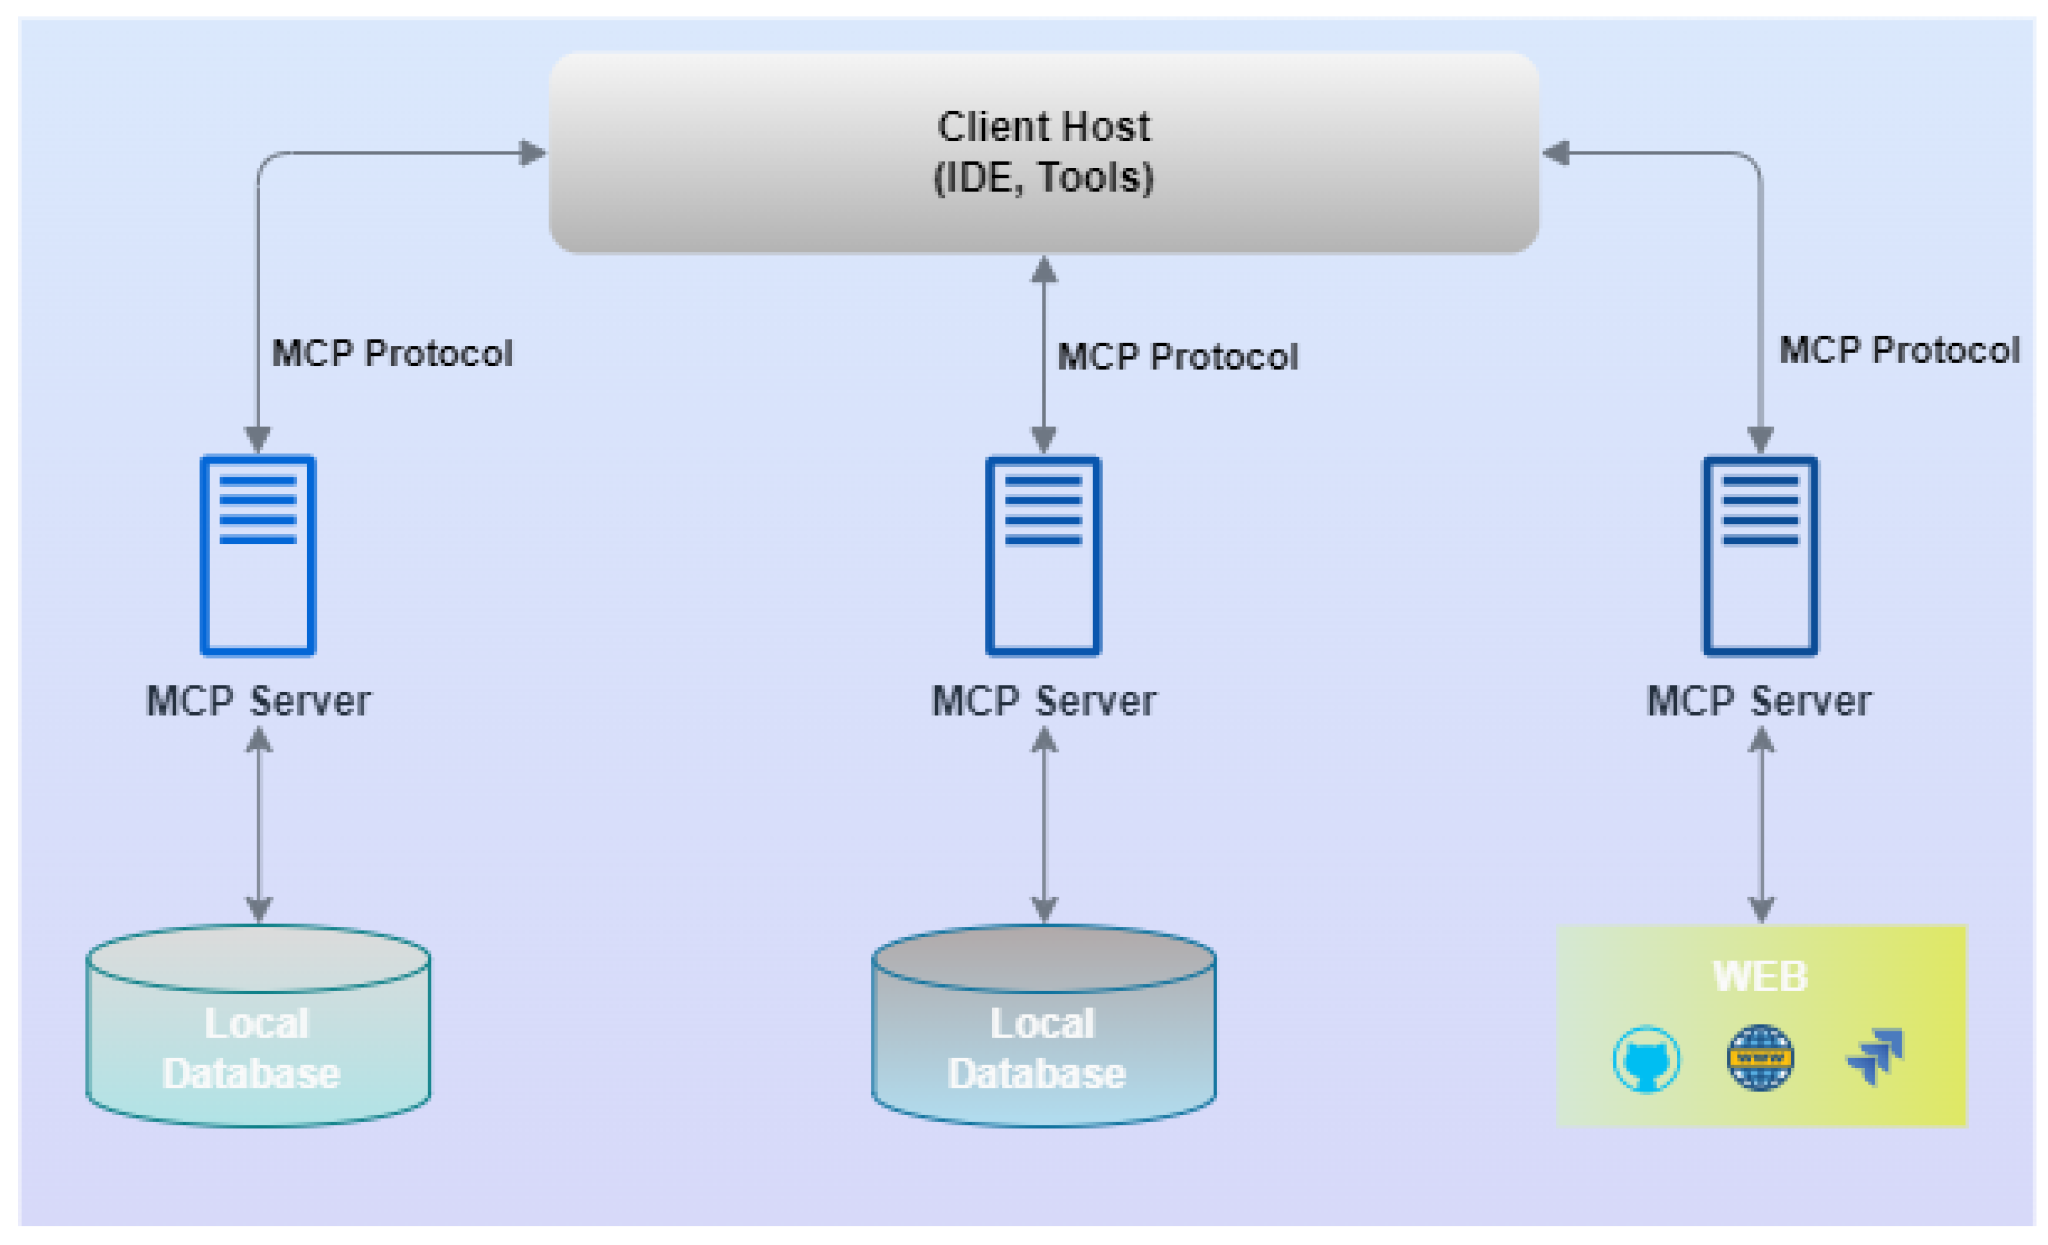 Client Host
(IDE, Tools)
MCP Protocol
MCP Protocol
MCP Protocol
MCP Server
MCP Server
MCP Server
Local
Database
Local
Database
WEB
WWW